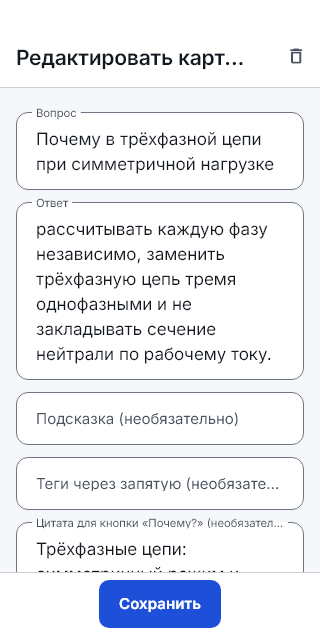 Редактировать карт...
Вопрос
Почему в трёхфазной цепи
при симметричной нагрузке
Ответ
рассчитывать каждую фазу
независимо, заменить
трёхфазную цепь тремя
однофазными и не
закладывать сечение
нейтрали по рабочему току.
Подсказка (необязательно)
Теги через запятую (необязате...
Цитата для кнопки «Почему?» (необязател...
Трёхфазные цепи:
симметричный режим и
Сохранить